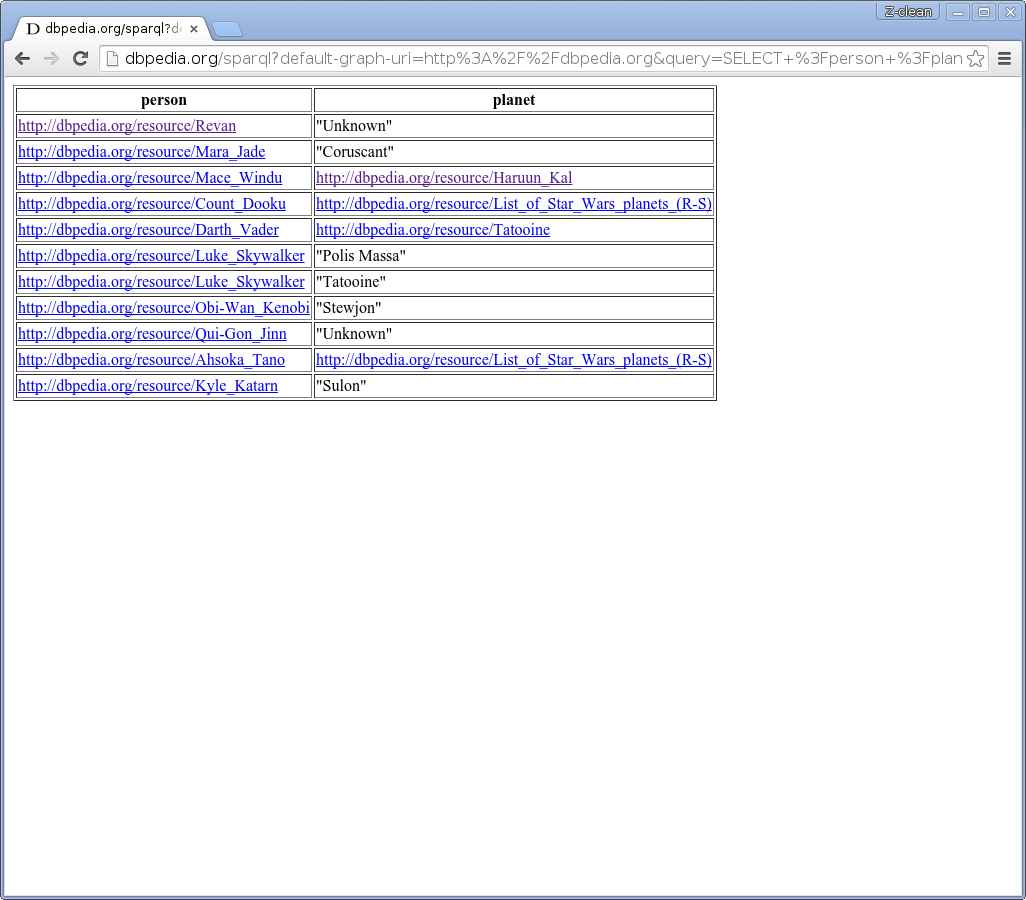 Z-clean
dbpedia.org/sparql?d
dbpedia.org/sparql?default-graph-uri=http%3A%2F%2Fdbpedia.org&query=SELECT+%3Fperson+%3Fplan
person planet
http://dbpedia.org/resource/Revan "Unknown"
http://dbpedia.org/resource/Mara_Jade "Coruscant"
http://dbpedia.org/resource/Mace_Windu http://dbpedia.org/resource/Haruun_Kal
http://dbpedia.org/resource/Count_Dooku http://dbpedia.org/resource/List_of_Star_Wars_planets_(R-S)
http://dbpedia.org/resource/Darth_Vader http://dbpedia.org/resource/Tatooine
http://dbpedia.org/resource/Luke_Skywalker "Polis Massa"
http://dbpedia.org/resource/Luke_Skywalker "Tatooine"
http://dbpedia.org/resource/Obi-Wan_Kenobi "Stewjon"
http://dbpedia.org/resource/Qui-Gon_Jinn "Unknown"
http://dbpedia.org/resource/Ahsoka_Tano http://dbpedia.org/resource/List_of_Star_Wars_planets_(R-S)
http://dbpedia.org/resource/Kyle_Katarn "Sulon"